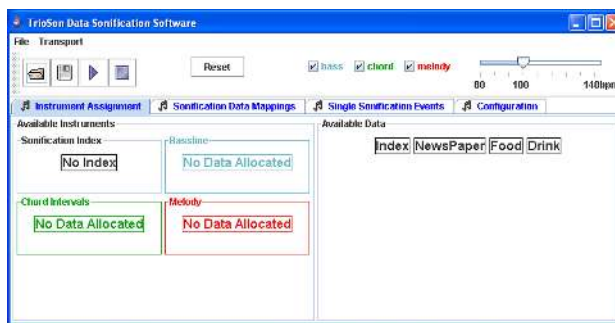 TrioSon Data Sonification Software
File Transport
Reset
bass chord melody
80 100 140bpm
Instrument Assignment Sonification Data Mappings Single Sonification Events Configuration
Available Instruments
Available Data
Sonification Index
Bassline
Index NewsPaper Food Drink
No Index
No Data Allocated
Chord Intervals
Melody
No Data Allocated
No Data Allocated